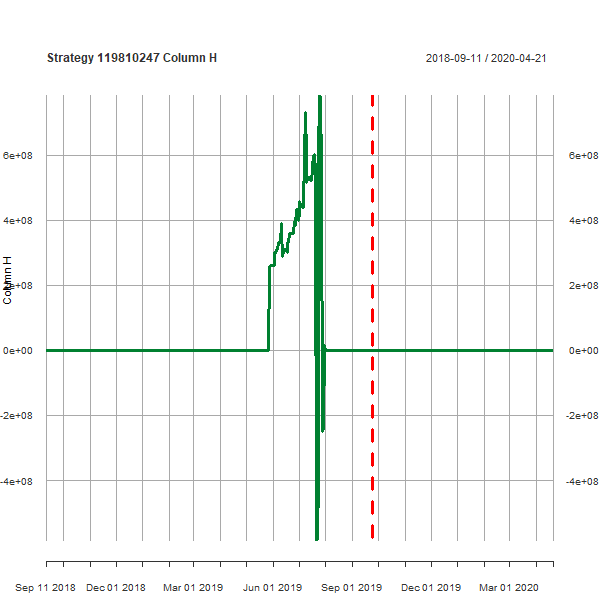 Strategy 119810247 Column H
2018-09-11 / 2020-04-21
6e+08 6e+08
4e+08 4e+08
Column H
2e+08 2e+08
0e+00 0e+00
-2e+08 -2e+08
-4e+08 -4e+08
Sep 11 2018 Dec 01 2018 Mar 01 2019 Jun 01 2019 Sep 01 2019 Dec 01 2019 Mar 01 2020